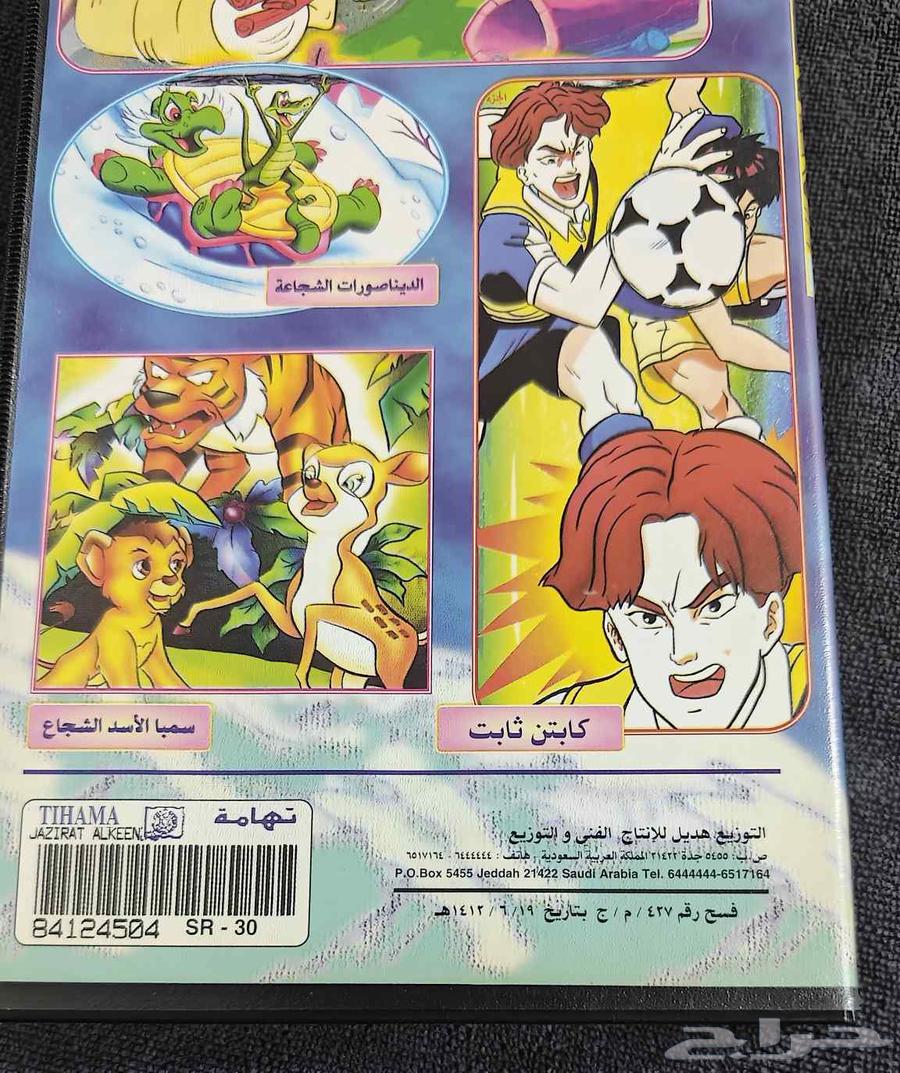 الديناصورات الشجاعة
سمبا الأسد الشجاع
كابتن ثابت
TIHAMA تهامة
JAZIRAT ALKEEN
84124504 SR - 30
التوزيع هديل للإنتاج الفنى و التوزيع
ص.ب: ٥٤٥٥ جدة ٢١٤٢٢ المملكة العربية السعودية . هاتف : ٦٤٤٤٤٤٤ - ٦٥١٧١٦٤
P.O.Box 5455 Jeddah 21422 Saudi Arabia Tel. 6444444-6517164
فسح رقم ٤٢٧ / م / ج بتاريخ ١٩ / ٦ / ١٤١٢هـ
حراج